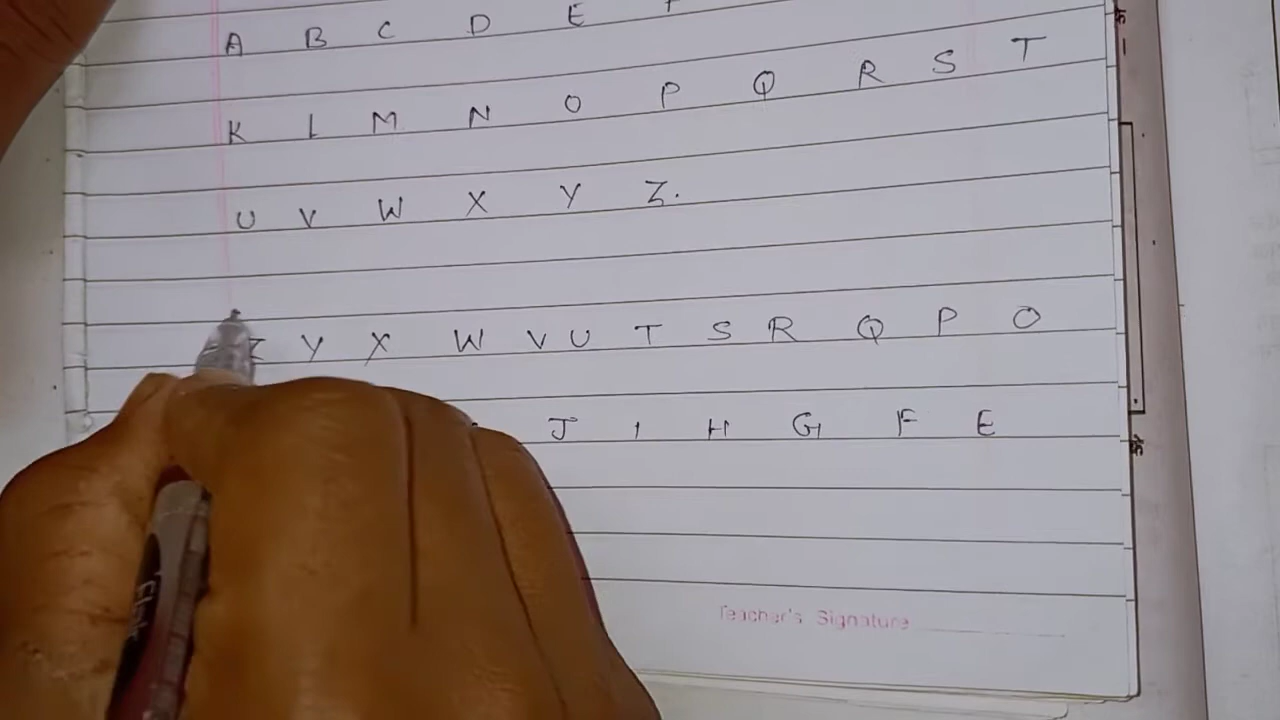 A B C D E
K L M N O P Q R S T
U V W X Y Z.
Z Y X W V U T S R Q P O
J I H G F E
Teacher's Signature